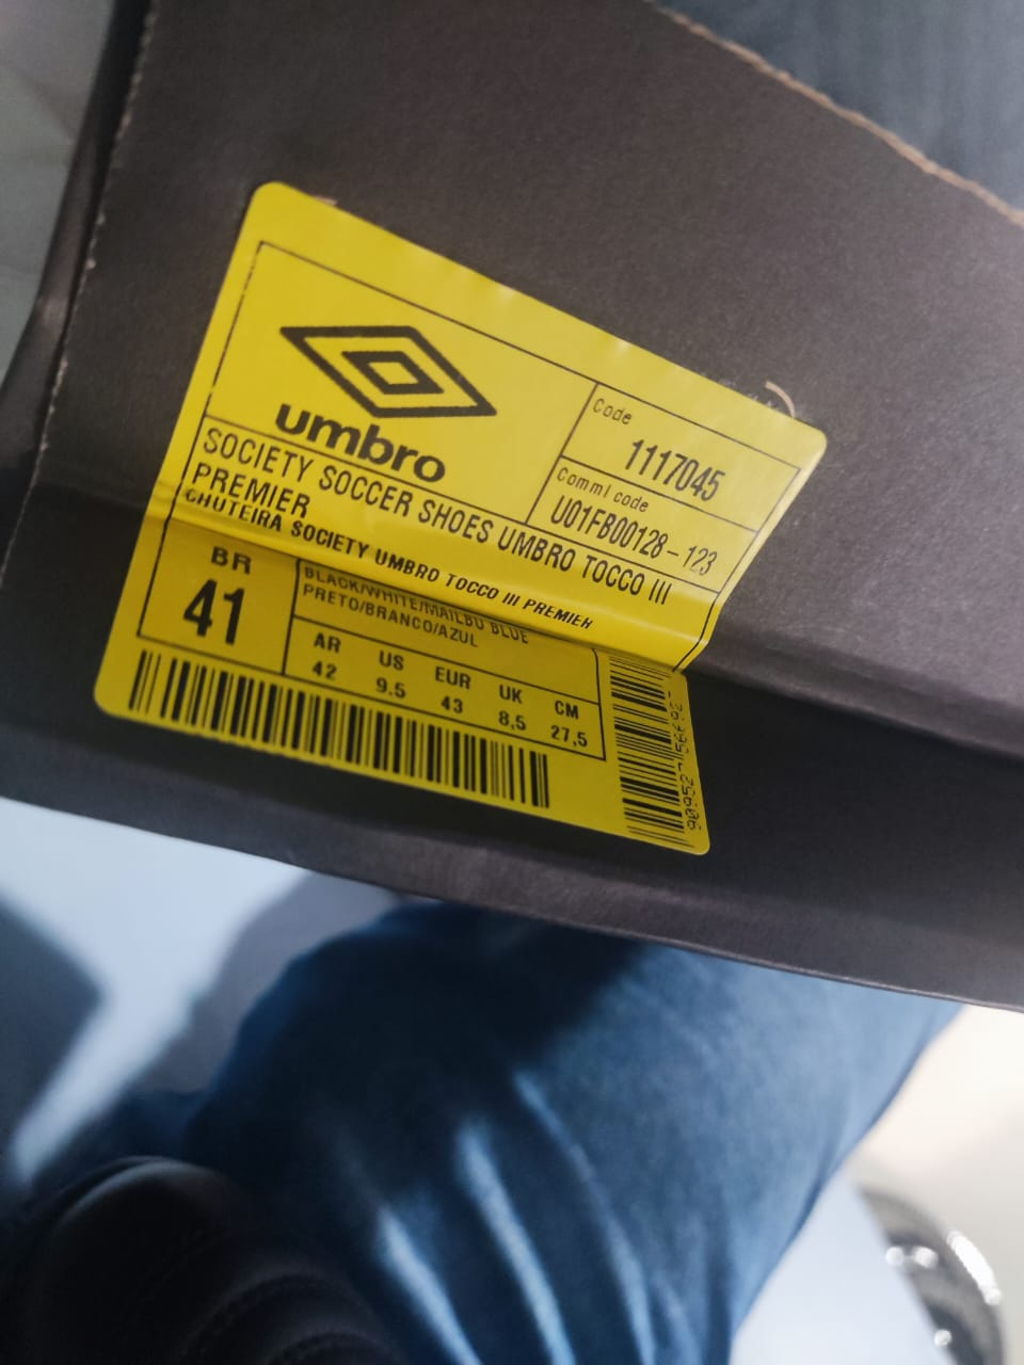 umbro
Code
1117045
Comml code
U01FB00128-123
SOCIETY SOCCER SHOES UMBRO TOCCO III
PREMIER
CHUTEIRA SOCIETY UMBRO TOCCO III PREMIER
BR
41
BLACK/WHITE/MAILBU BLUE
PRETO/BRANCO/AZUL
AR US EUR UK CM
42 9.5 43 8,5 27,5